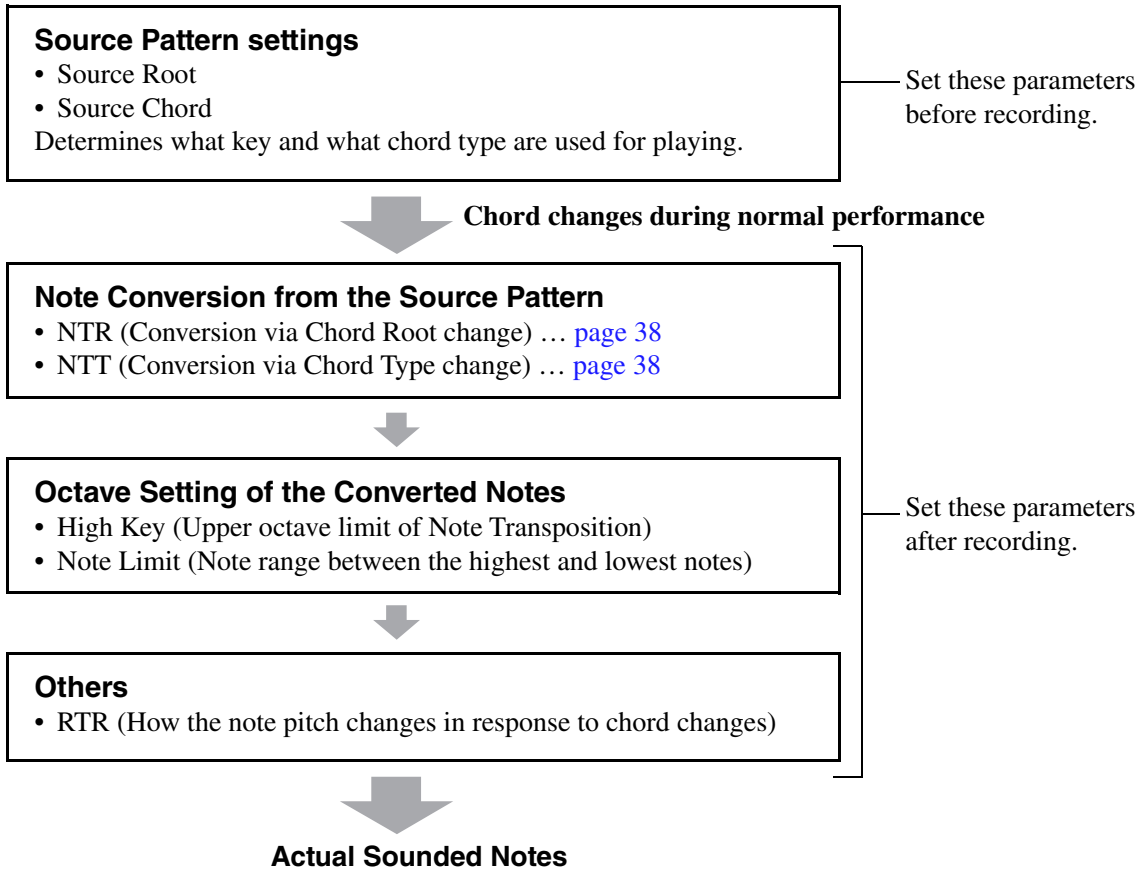 Source Pattern settings
• Source Root
• Source Chord
Determines what key and what chord type are used for playing.
Set these parameters
before recording.
Chord changes during normal performance
Note Conversion from the Source Pattern
• NTR (Conversion via Chord Root change) … page 38
• NTT (Conversion via Chord Type change) … page 38
Octave Setting of the Converted Notes
• High Key (Upper octave limit of Note Transposition)
• Note Limit (Note range between the highest and lowest notes)
Set these parameters
after recording.
Others
• RTR (How the note pitch changes in response to chord changes)
Actual Sounded Notes